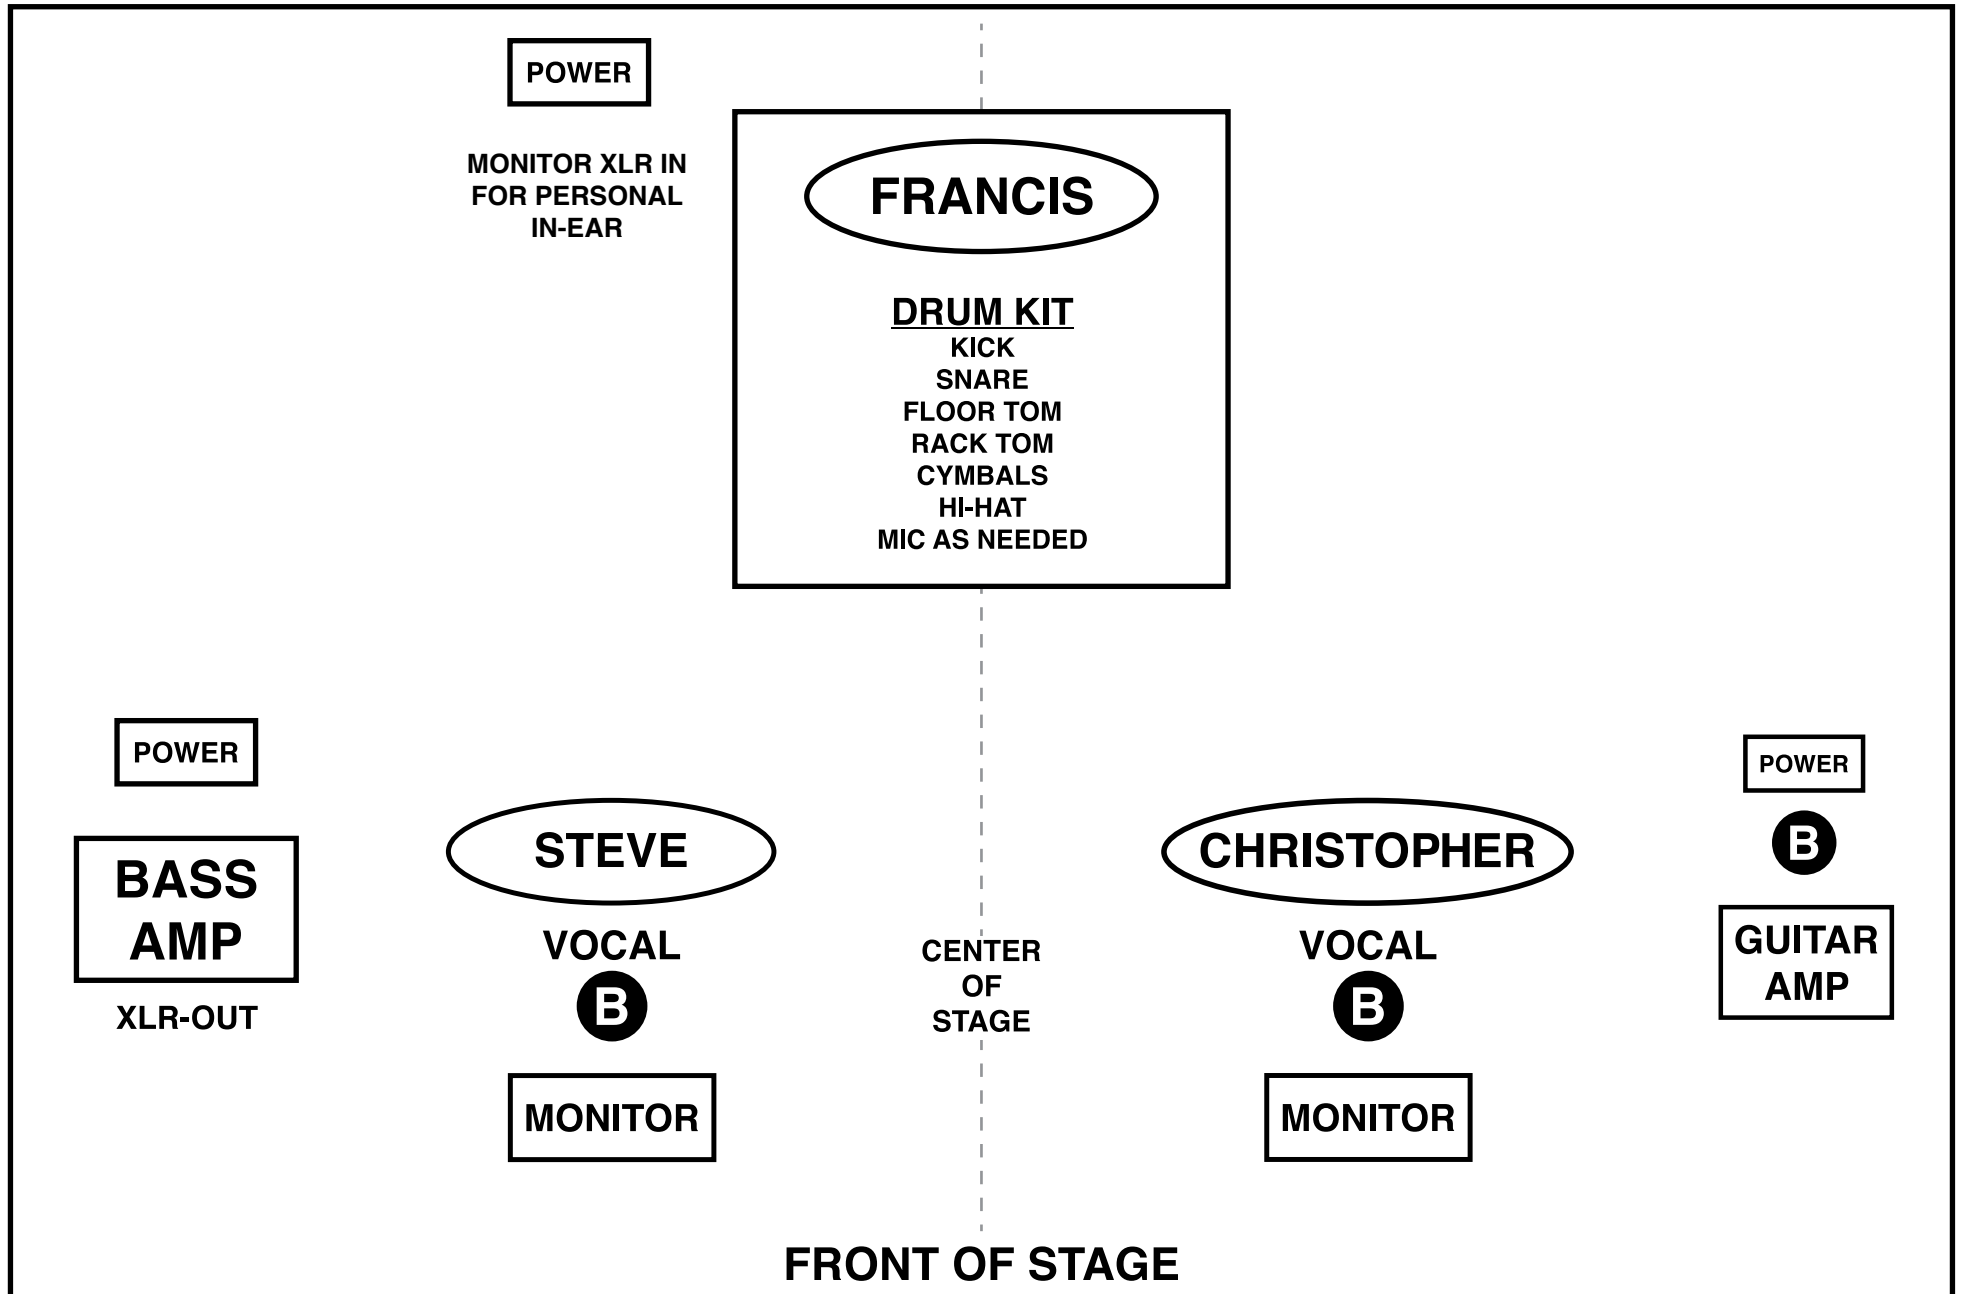 POWER
MONITOR XLR IN
FOR PERSONAL
IN-EAR
FRANCIS
DRUM KIT
KICK
SNARE
FLOOR TOM
RACK TOM
CYMBALS
HI-HAT
MIC AS NEEDED
POWER
BASS
AMP
XLR-OUT
STEVE
VOCAL
B
MONITOR
CENTER
OF
STAGE
CHRISTOPHER
VOCAL
B
MONITOR
POWER
B
GUITAR
AMP
FRONT OF STAGE